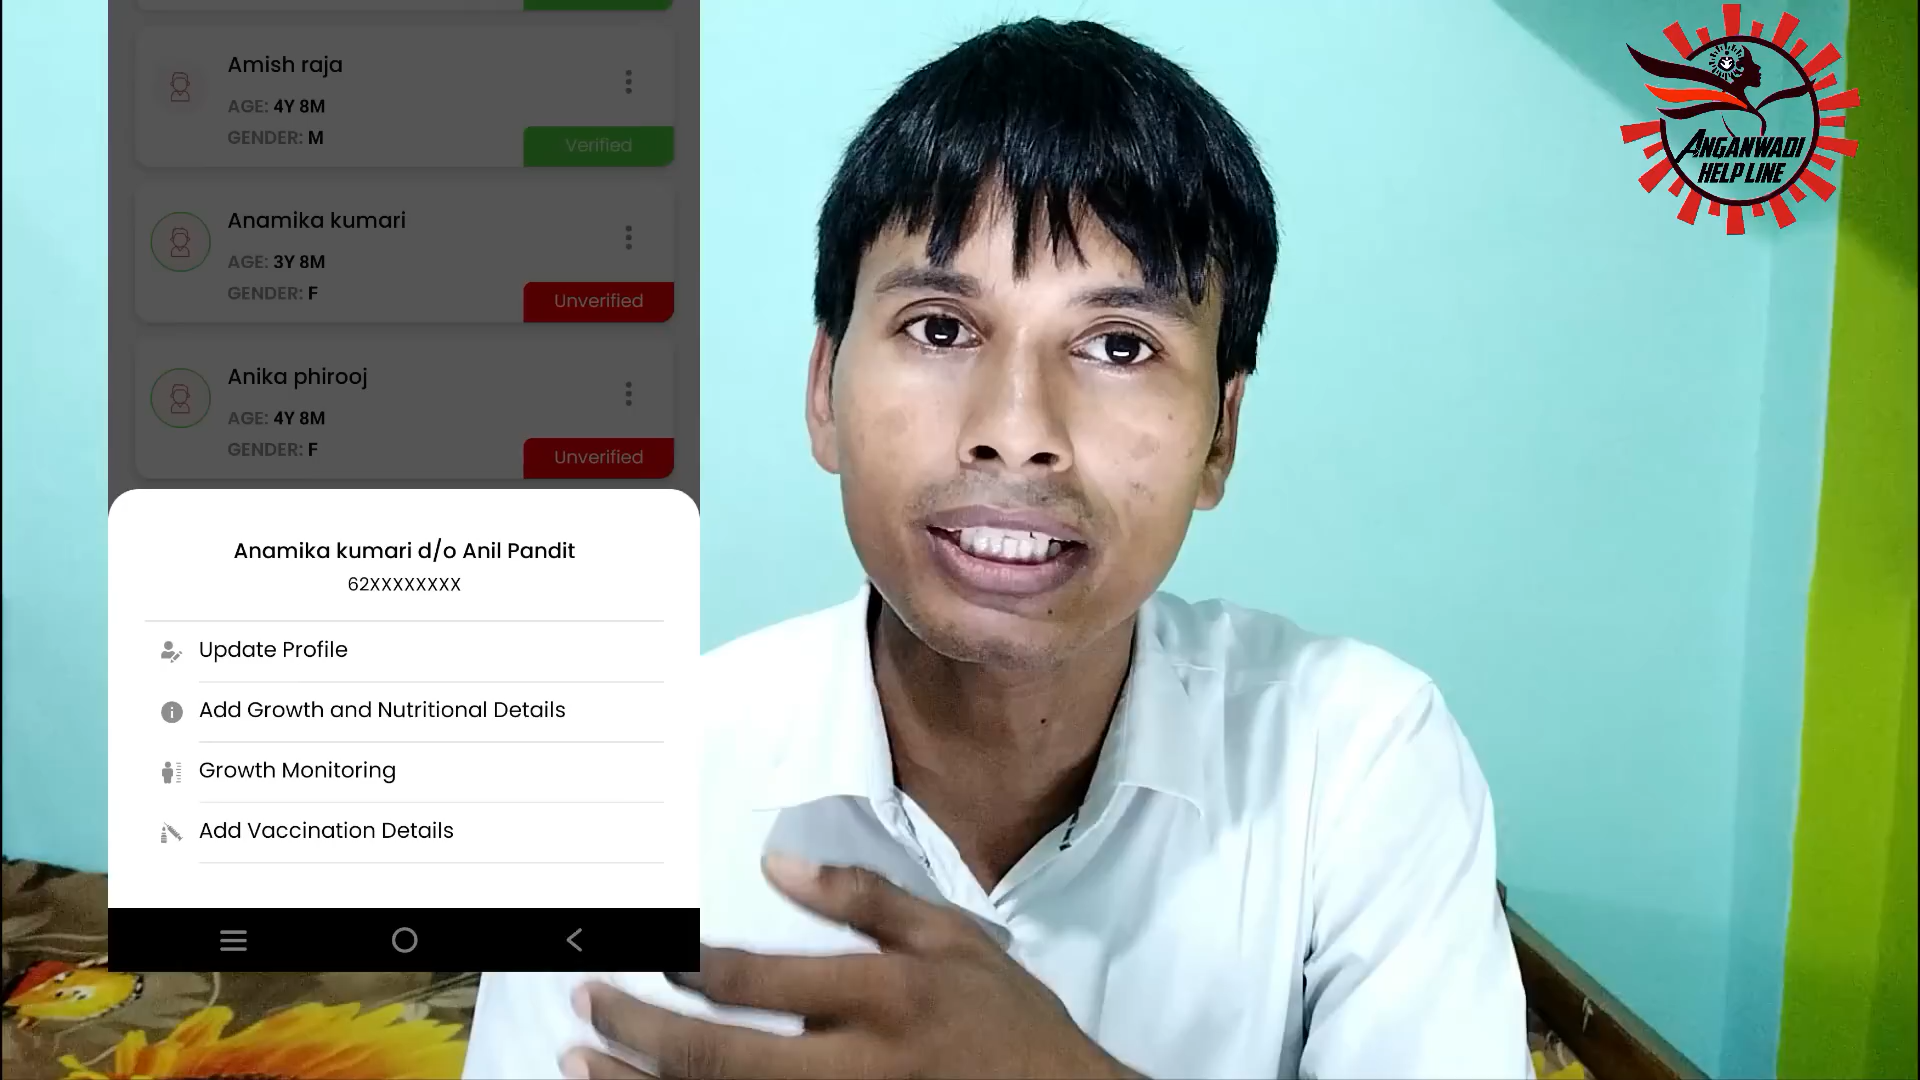 Amish raja
AGE: 4Y 8M
GENDER: M
Verified
Anamika kumari
AGE: 3Y 8M
GENDER: F
Unverified
Anika phirooj
AGE: 4Y 8M
GENDER: F
Unverified
Anamika kumari d/o Anil Pandit
62XXXXXXXX
Update Profile
Add Growth and Nutritional Details
Growth Monitoring
Add Vaccination Details
ANGANWADI
HELP LINE